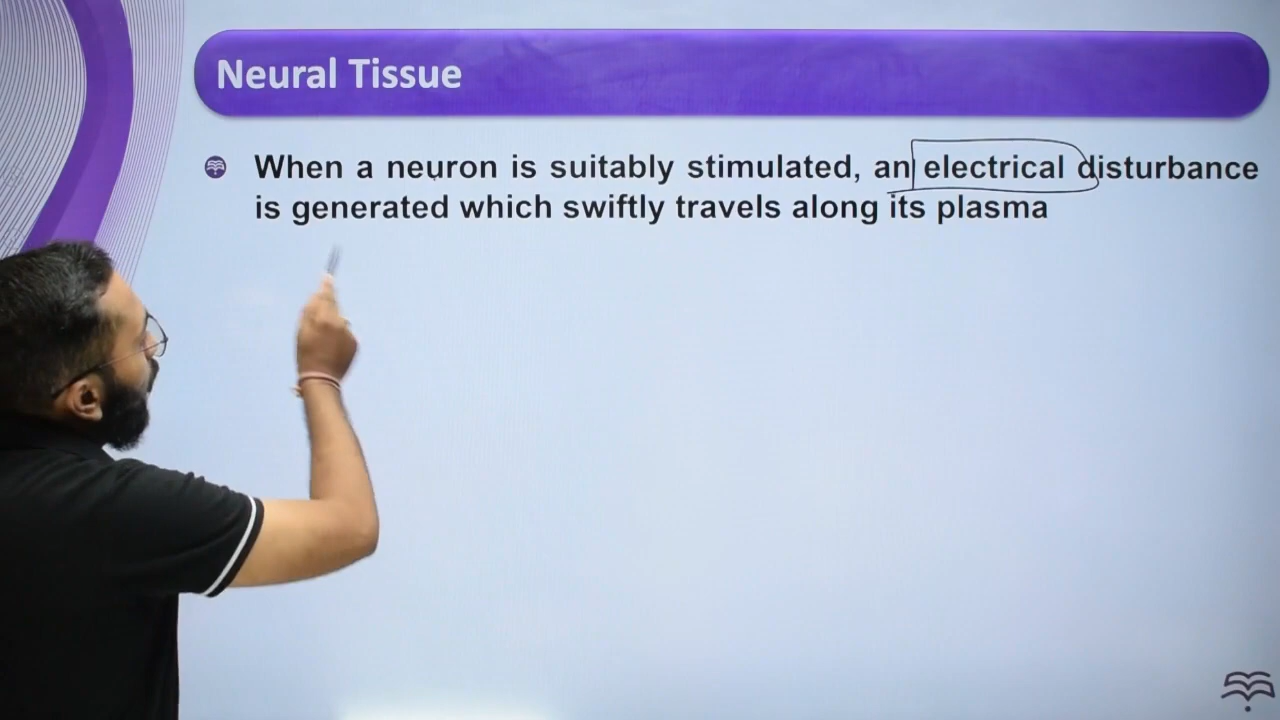 Neural Tissue
When a neuron is suitably stimulated, an electrical disturbance
is generated which swiftly travels along its plasma